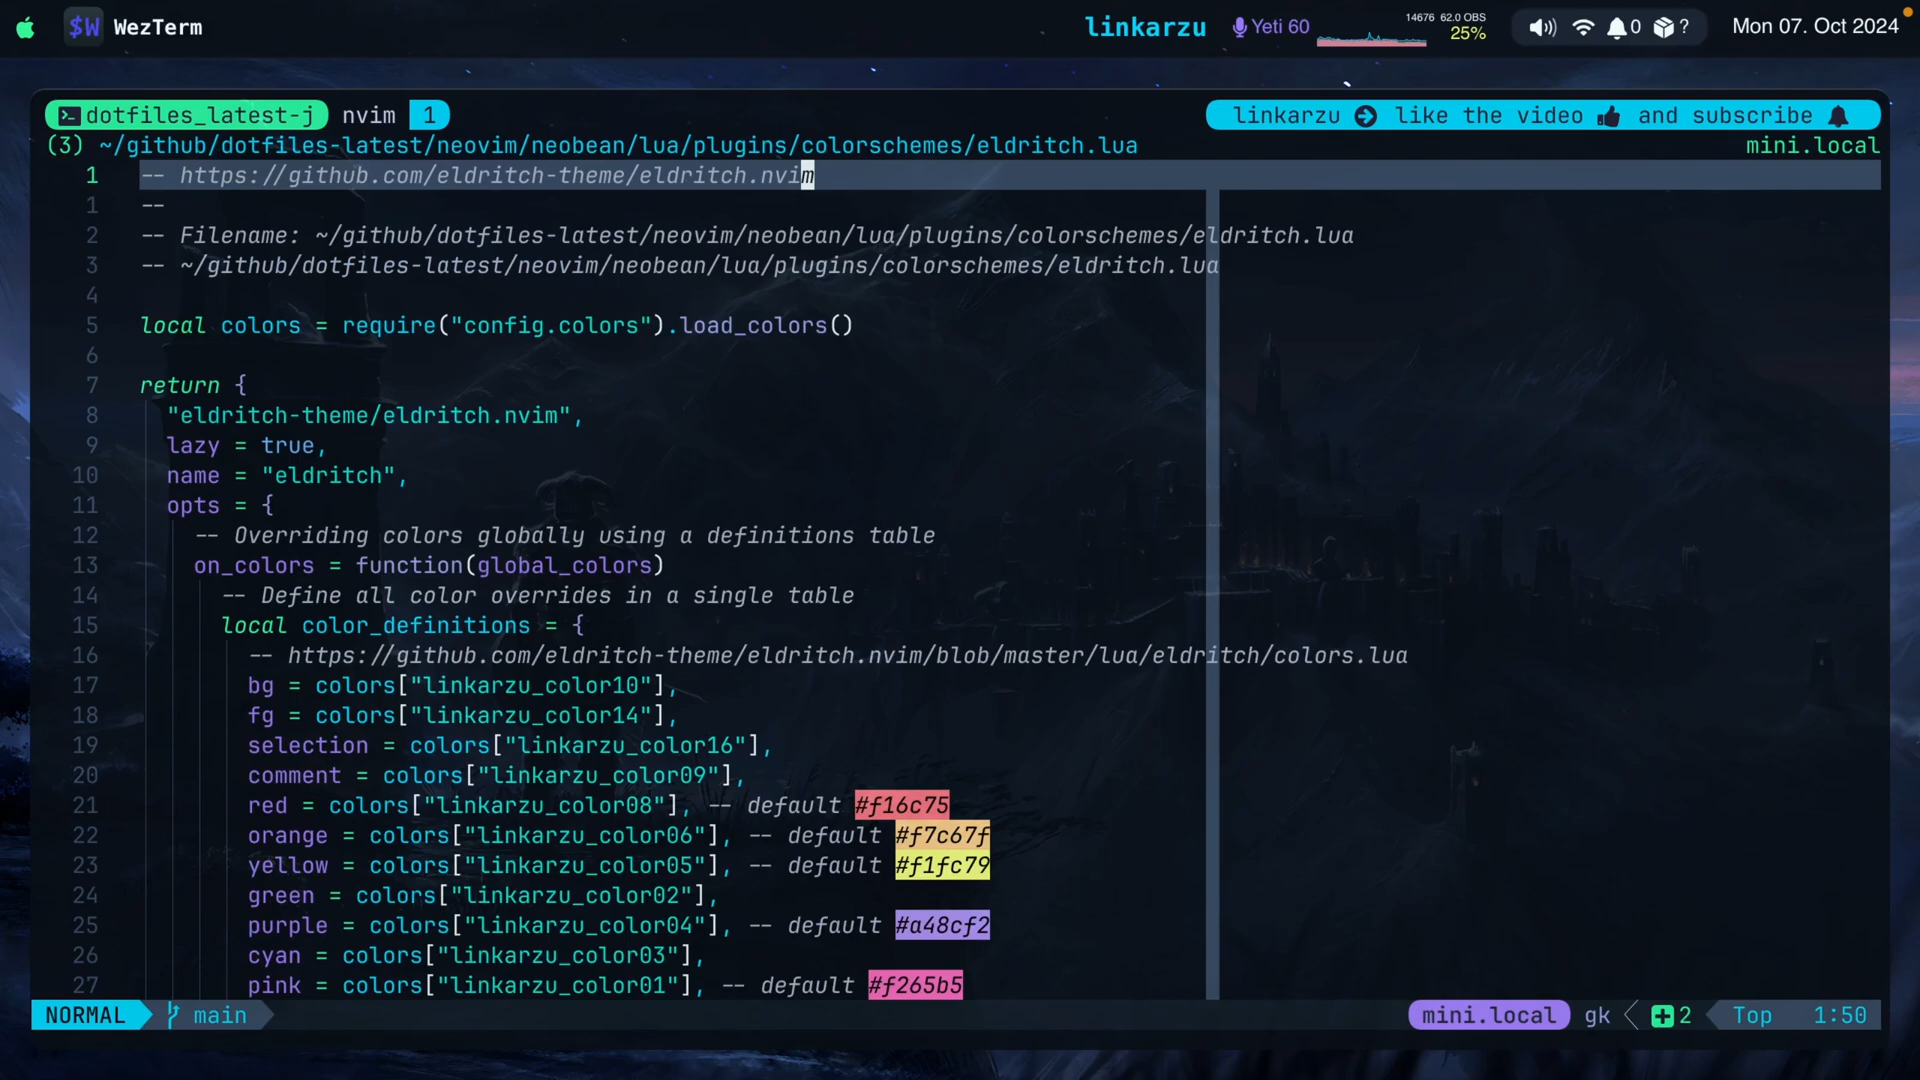 $W WezTerm
linkarzu Yeti 60 14676 62.0 OBS 25% 0 ? Mon 07. Oct 2024
dotfiles_latest-j nvim 1
linkarzu like the video and subscribe
(3) ~/github/dotfiles-latest/neovim/neobean/lua/plugins/colorschemes/eldritch.lua mini.local
1 -- https://github.com/eldritch-theme/eldritch.nvim
1 --
2 -- Filename: ~/github/dotfiles-latest/neovim/neobean/lua/plugins/colorschemes/eldritch.lua
3 -- ~/github/dotfiles-latest/neovim/neobean/lua/plugins/colorschemes/eldritch.lua
4
5 local colors = require("config.colors").load_colors()
6
7 return {
8 "eldritch-theme/eldritch.nvim",
9 lazy = true,
10 name = "eldritch",
11 opts = {
12 -- Overriding colors globally using a definitions table
13 on_colors = function(global_colors)
14 -- Define all color overrides in a single table
15 local color_definitions = {
16 -- https://github.com/eldritch-theme/eldritch.nvim/blob/master/lua/eldritch/colors.lua
17 bg = colors["linkarzu_color10"],
18 fg = colors["linkarzu_color14"],
19 selection = colors["linkarzu_color16"],
20 comment = colors["linkarzu_color09"],
21 red = colors["linkarzu_color08"], -- default #f16c75
22 orange = colors["linkarzu_color06"], -- default #f7c67f
23 yellow = colors["linkarzu_color05"], -- default #f1fc79
24 green = colors["linkarzu_color02"],
25 purple = colors["linkarzu_color04"], -- default #a48cf2
26 cyan = colors["linkarzu_color03"],
27 pink = colors["linkarzu_color01"], -- default #f265b5
NORMAL main mini.local gk 2 Top 1:50